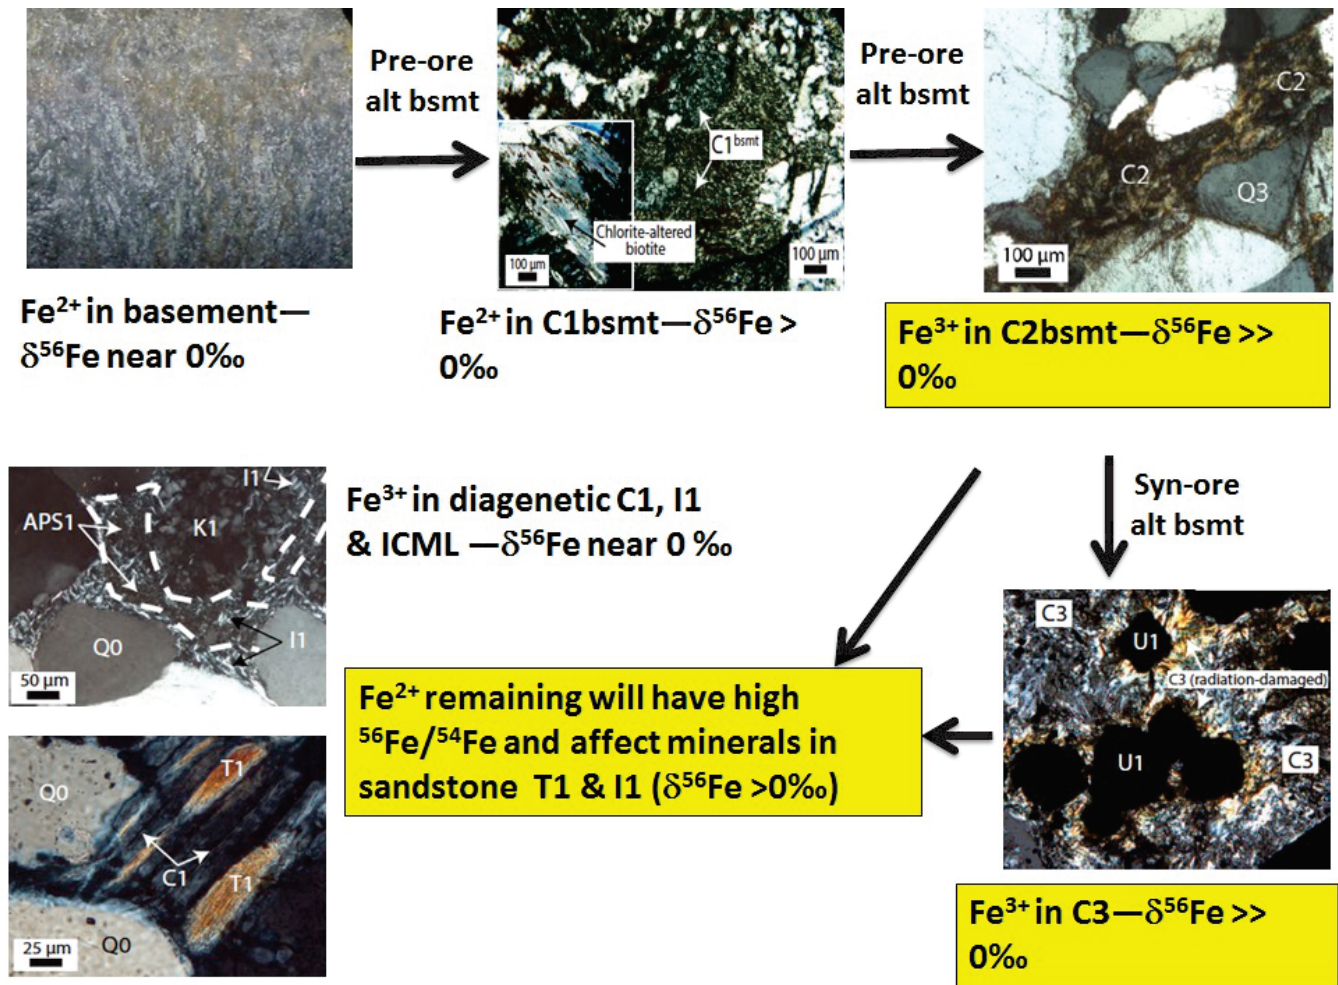 Pre-ore
alt bsmt
Pre-ore
alt bsmt
C1ᵇˢᵐᵗ
Chlorite-altered
biotite
100 µm
100 µm
C2
C2
Q3
100 µm
Fe²⁺ in basement—
δ⁵⁶Fe near 0‰
Fe²⁺ in C1bsmt—δ⁵⁶Fe >
0‰
Fe³⁺ in C2bsmt—δ⁵⁶Fe >>
0‰
I1
APS1
K1
Q0
I1
50 µm
Fe³⁺ in diagenetic C1, I1
& ICML —δ⁵⁶Fe near 0 ‰
Syn-ore
alt bsmt
C3
U1
C3 (radiation-damaged)
U1
C3
Fe²⁺ remaining will have high
⁵⁶Fe/⁵⁴Fe and affect minerals in
sandstone T1 & I1 (δ⁵⁶Fe >0‰)
Q0
T1
C1
T1
Q0
25 µm
Fe³⁺ in C3—δ⁵⁶Fe >>
0‰